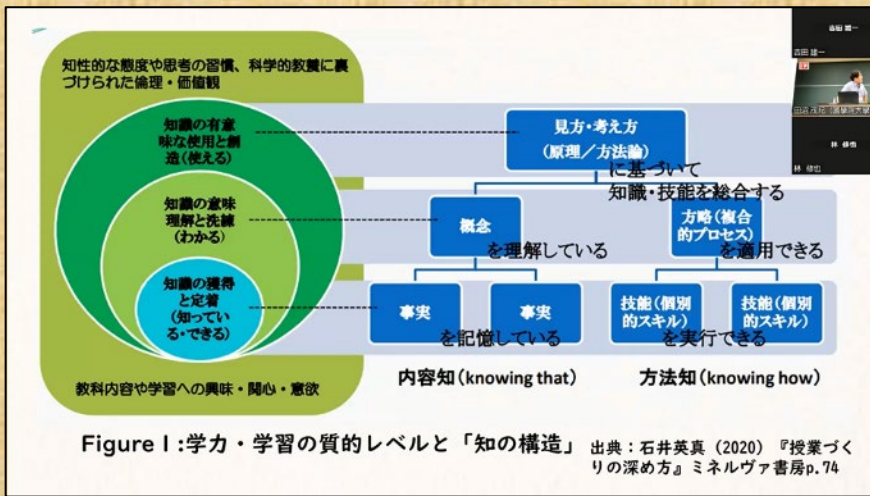 知性的な態度や思考の習慣、科学的教養に裏
づけられた倫理・価値観
知識の有意
味な使用と創
造(使える)
知識の意味
理解と洗練
(わかる)
知識の獲得
と定着
(知ってい
る・できる)
教科内容や学習への興味・関心・意欲
見方・考え方
(原理／方法論)
に基づいて
知識・技能を総合する
概念
を理解している
方略(複合
的プロセス)
を適用できる
事実
事実
を記憶している
技能(個別
的スキル)
技能(個別
的スキル)
を実行できる
内容知(knowing that)
方法知(knowing how)
Figure 1:学力・学習の質的レベルと「知の構造」
出典：石井英真（2020）『授業づく
りの深め方』ミネルヴァ書房p.74
吉田 雄一
吉田 雄一
林 修也
林 修也